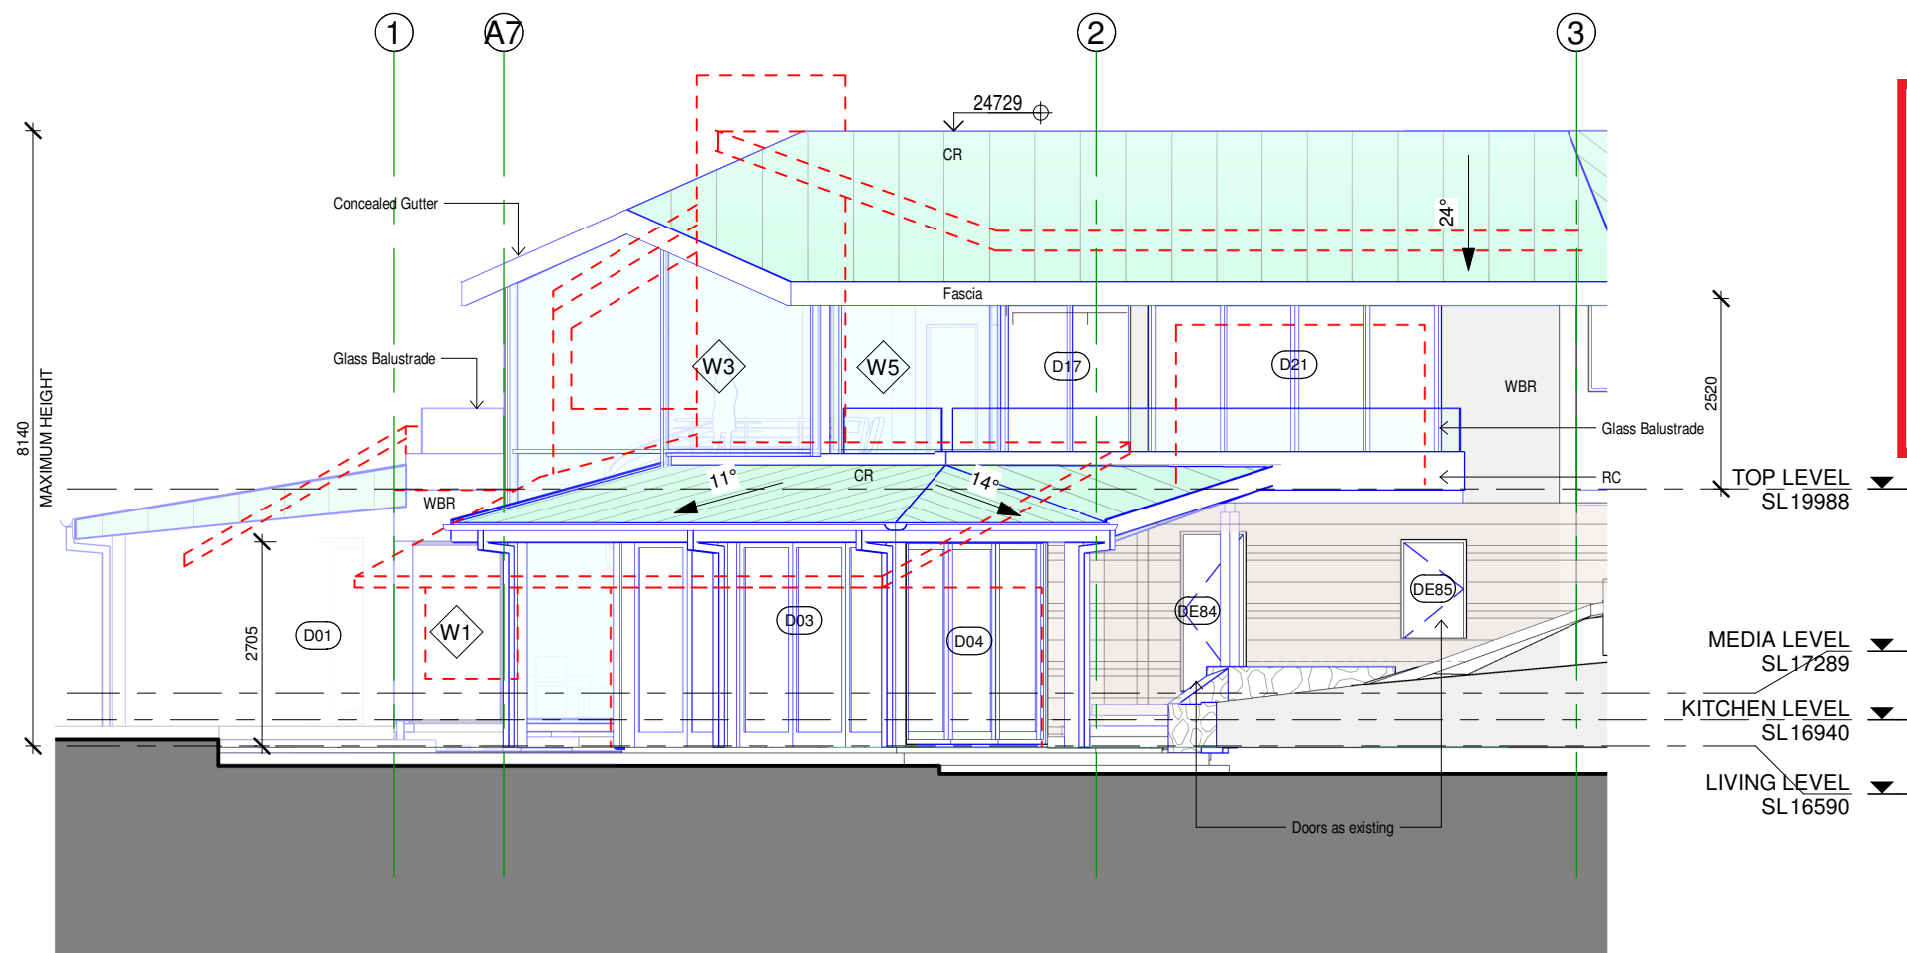 1
A7
2
3
24729
CR
Concealed Gutter
24°
Fascia
Glass Balustrade
W3
W5
D17
D21
WBR
2520
8140
MAXIMUM HEIGHT
Glass Balustrade
11°
CR
14°
RC
WBR
TOP LEVEL
SL19988
2705
D01
W1
D03
D04
DE84
DE85
MEDIA LEVEL
SL17289
KITCHEN LEVEL
SL16940
LIVING LEVEL
SL16590
Doors as existing